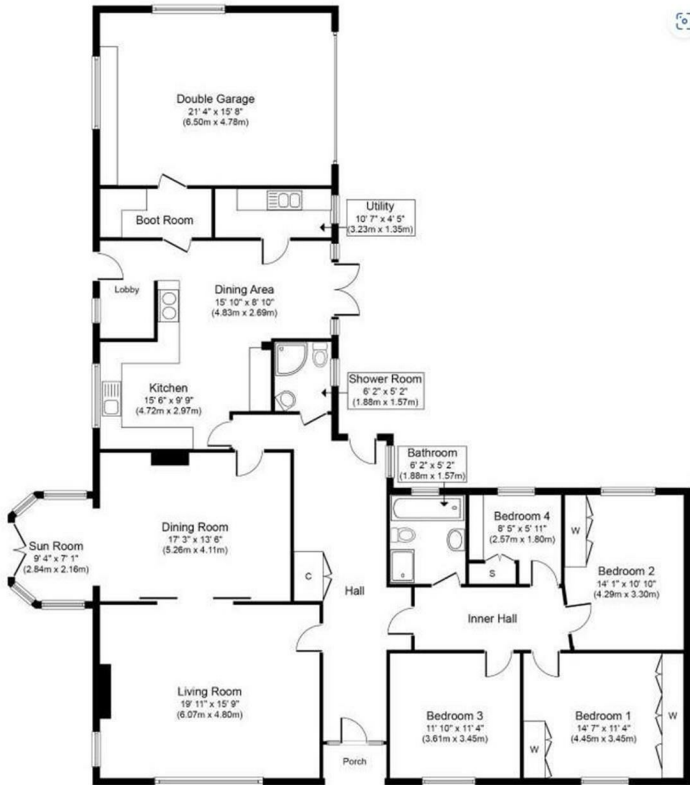 Double Garage
21' 4" x 15' 8"
(6.50m x 4.78m)
Boot Room
Utility
10' 7" x 4' 5"
(3.23m x 1.35m)
Lobby
Dining Area
15' 10" x 8' 10"
(4.83m x 2.69m)
Kitchen
15' 6" x 9' 9"
(4.72m x 2.97m)
Shower Room
6' 2" x 5' 2"
(1.88m x 1.57m)
Bathroom
6' 2" x 5' 2"
(1.88m x 1.57m)
Sun Room
9' 4" x 7' 1"
(2.84m x 2.16m)
Dining Room
17' 3" x 13' 6"
(5.26m x 4.11m)
C
Hall
Bedroom 4
8' 5" x 5' 11"
(2.57m x 1.80m)
S
W
Bedroom 2
14' 1" x 10' 10"
(4.29m x 3.30m)
Inner Hall
Living Room
19' 11" x 15' 9"
(6.07m x 4.80m)
Porch
Bedroom 3
11' 10" x 11' 4"
(3.61m x 3.45m)
Bedroom 1
14' 7" x 11' 4"
(4.45m x 3.45m)
W
W